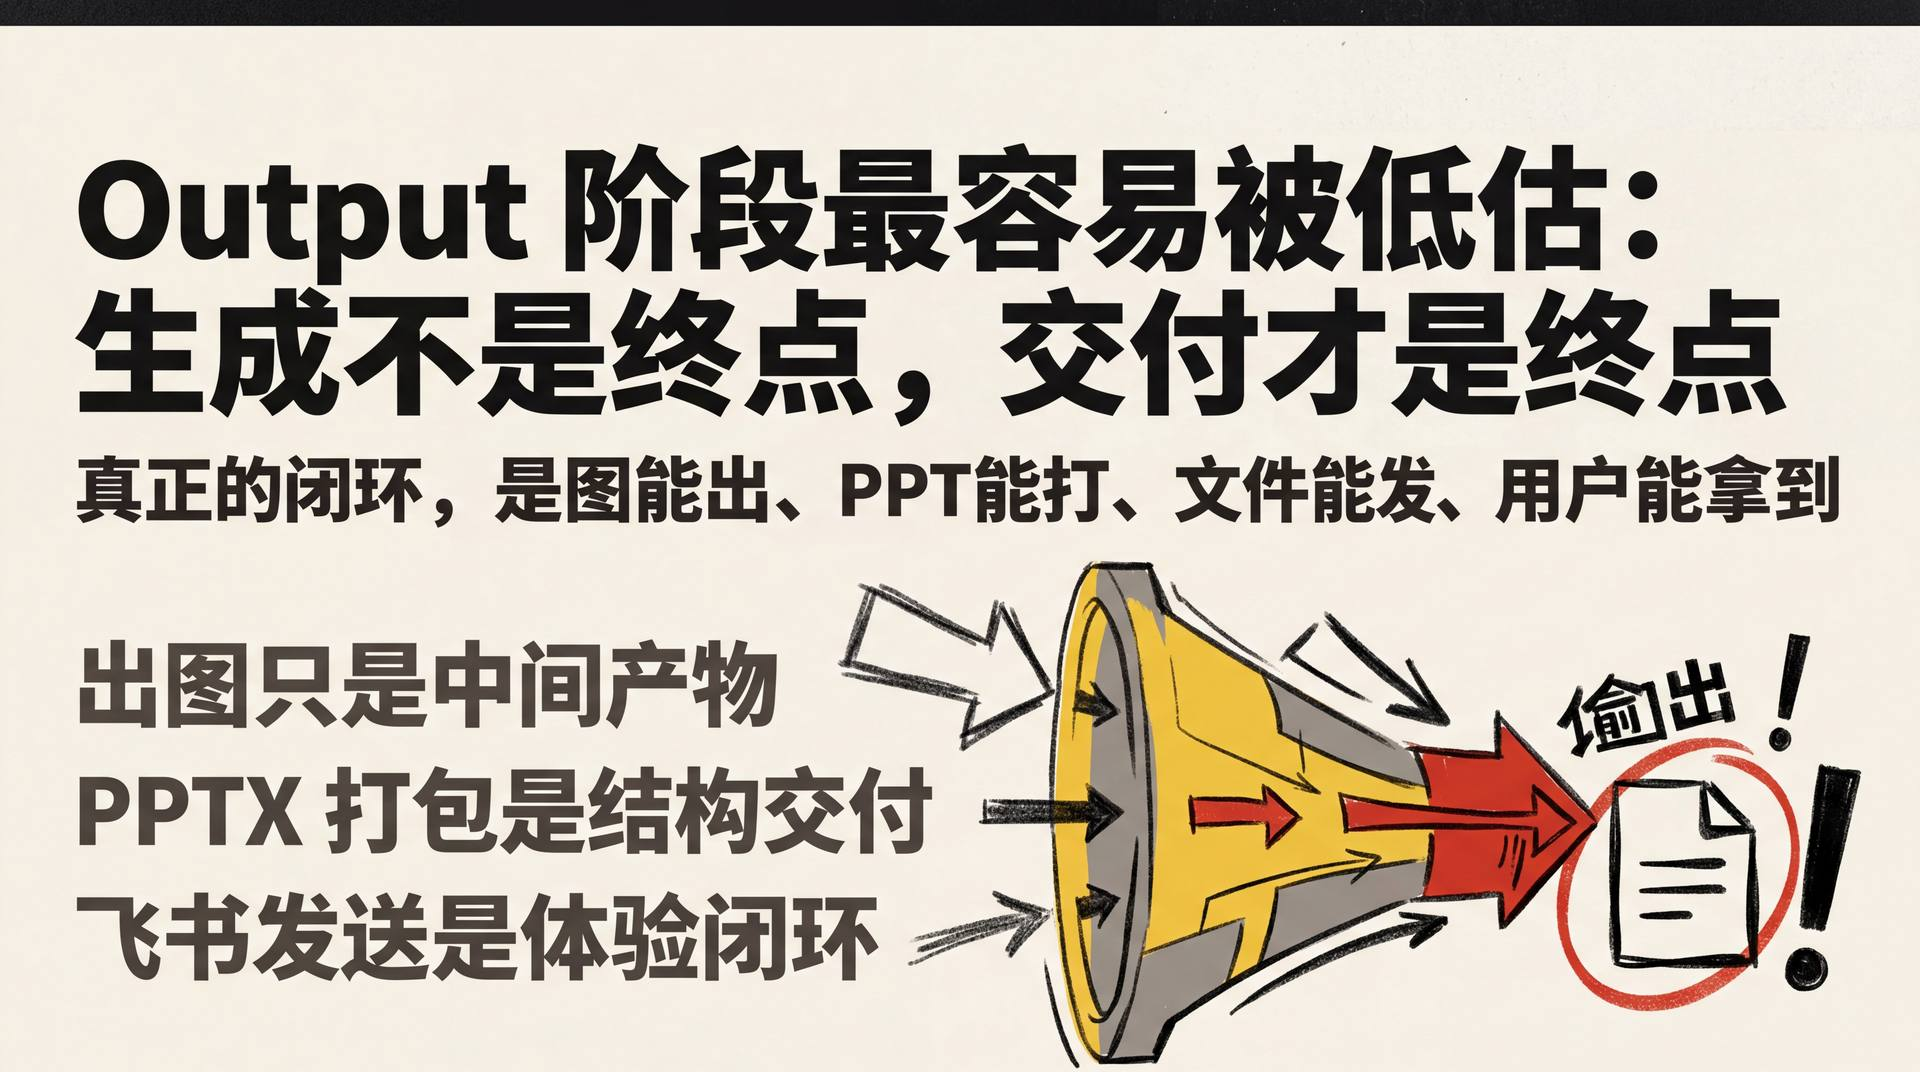 Output 阶段最容易被低估：
生成不是终点，交付才是终点
真正的闭环，是图能出、PPT能打、文件能发、用户能拿到
出图只是中间产物
PPTX 打包是结构交付
飞书发送是体验闭环
出！
！